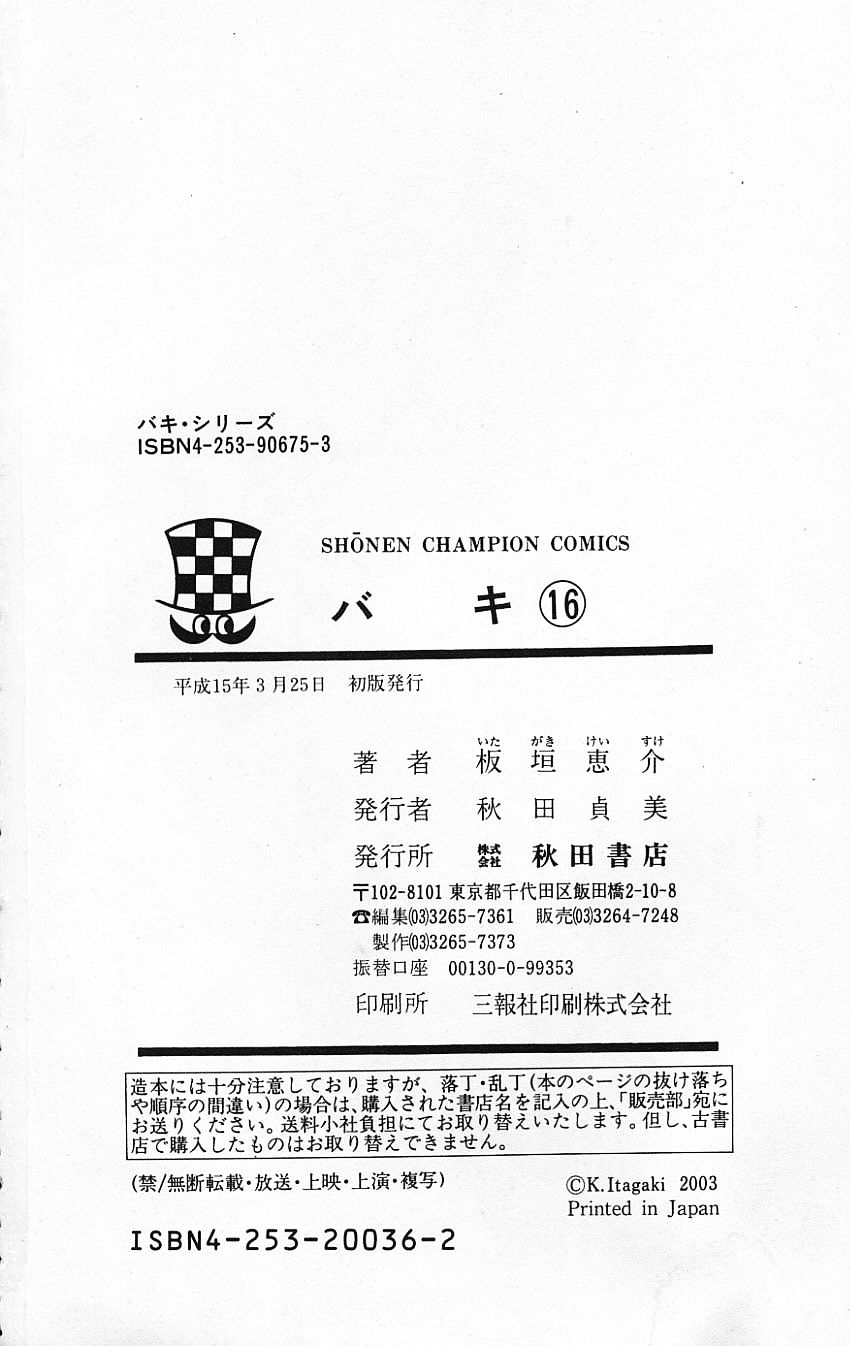 バキ・シリーズ
ISBN4-253-90675-3
SHŌNEN CHAMPION COMICS
バキ ⑯
平成15年3月25日 初版発行
いた がき けい すけ
著者 板垣恵介
発行者 秋田貞美
発行所 株式会社 秋田書店
〒102-8101 東京都千代田区飯田橋2-10-8
☎編集(03)3265-7361 販売(03)3264-7248
製作(03)3265-7373
振替口座 00130-0-99353
印刷所 三報社印刷株式会社
造本には十分注意しておりますが、落丁・乱丁(本のページの抜け落ち
や順序の間違い)の場合は、購入された書店名を記入の上、「販売部」宛に
お送りください。送料小社負担にてお取り替えいたします。但し、古書
店で購入したものはお取り替えできません。
(禁/無断転載・放送・上映・上演・複写)
©K.Itagaki 2003
Printed in Japan
ISBN4-253-20036-2